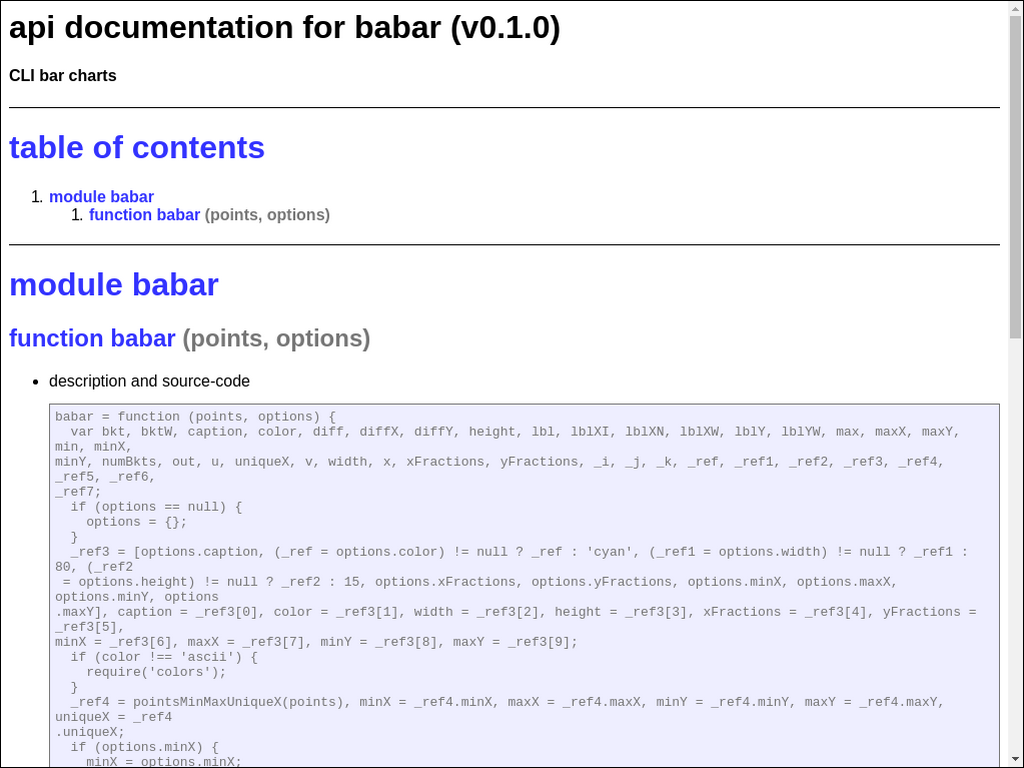 api documentation for babar (v0.1.0)
CLI bar charts
table of contents
1. module babar
1. function babar (points, options)
module babar
function babar (points, options)
• description and source-code
babar = function (points, options) {
  var bkt, bktW, caption, color, diff, diffX, diffY, height, lbl, lblXI, lblXN, lblXW, lblY, lblYW, max, maxX, maxY,
min, minX,
minY, numBkts, out, u, uniqueX, v, width, x, xFractions, yFractions, _i, _j, _k, _ref, _ref1, _ref2, _ref3, _ref4,
_ref5, _ref6,
_ref7;
  if (options == null) {
    options = {};
  }
  _ref3 = [options.caption, (_ref = options.color) != null ? _ref : 'cyan', (_ref1 = options.width) != null ? _ref1 :
80, (_ref2
 = options.height) != null ? _ref2 : 15, options.xFractions, options.yFractions, options.minX, options.maxX,
options.minY, options
.maxY], caption = _ref3[0], color = _ref3[1], width = _ref3[2], height = _ref3[3], xFractions = _ref3[4], yFractions =
_ref3[5],
minX = _ref3[6], maxX = _ref3[7], minY = _ref3[8], maxY = _ref3[9];
  if (color !== 'ascii') {
    require('colors');
  }
  _ref4 = pointsMinMaxUniqueX(points), minX = _ref4.minX, maxX = _ref4.maxX, minY = _ref4.minY, maxY = _ref4.maxY,
uniqueX = _ref4
.uniqueX;
  if (options.minX) {
    minX = options.minX;